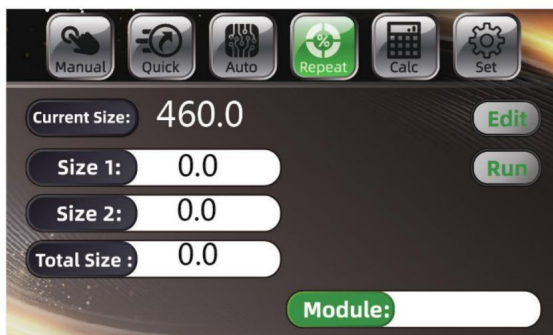 Manual Quick Auto Repeat Calc Set
Current Size: 460.0 Edit
Size 1: 0.0 Run
Size 2: 0.0
Total Size : 0.0
Module: